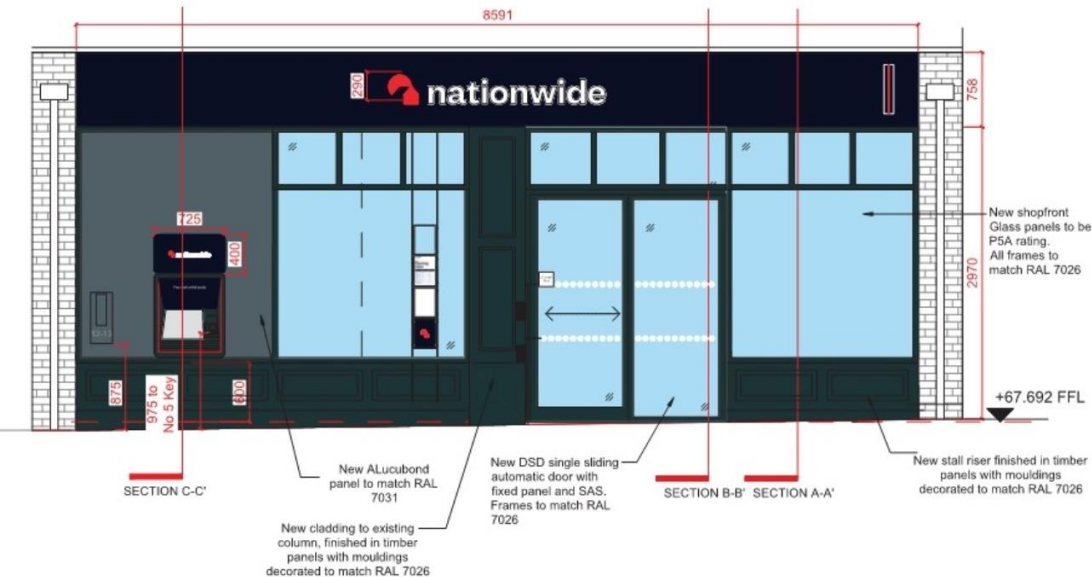 8591
290
nationwide
758
725
nationwide
400
2970
New shopfront
Glass panels to be
P5A rating.
All frames to
match RAL 7026
875
975 to
No 5 Key
600
+67.692 FFL
SECTION C-C'
New ALucubond
panel to match RAL
7031
New cladding to existing
column, finished in timber
panels with mouldings
decorated to match RAL 7026
New DSD single sliding
automatic door with
fixed panel and SAS.
Frames to match RAL
7026
SECTION B-B'
SECTION A-A'
New stall riser finished in timber
panels with mouldings
decorated to match RAL 7026